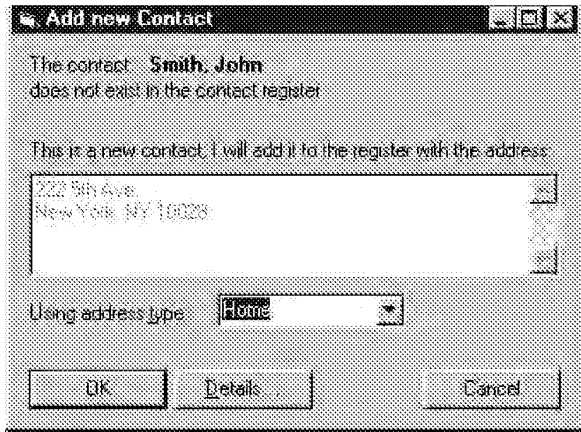 Add new Contact
The contact Smith, John
does not exist in the contact register
This is a new contact, I will add it to the register with the address:
222 5th Ave.
New York, NY 10028
Using address type Home
OK Details... Cancel